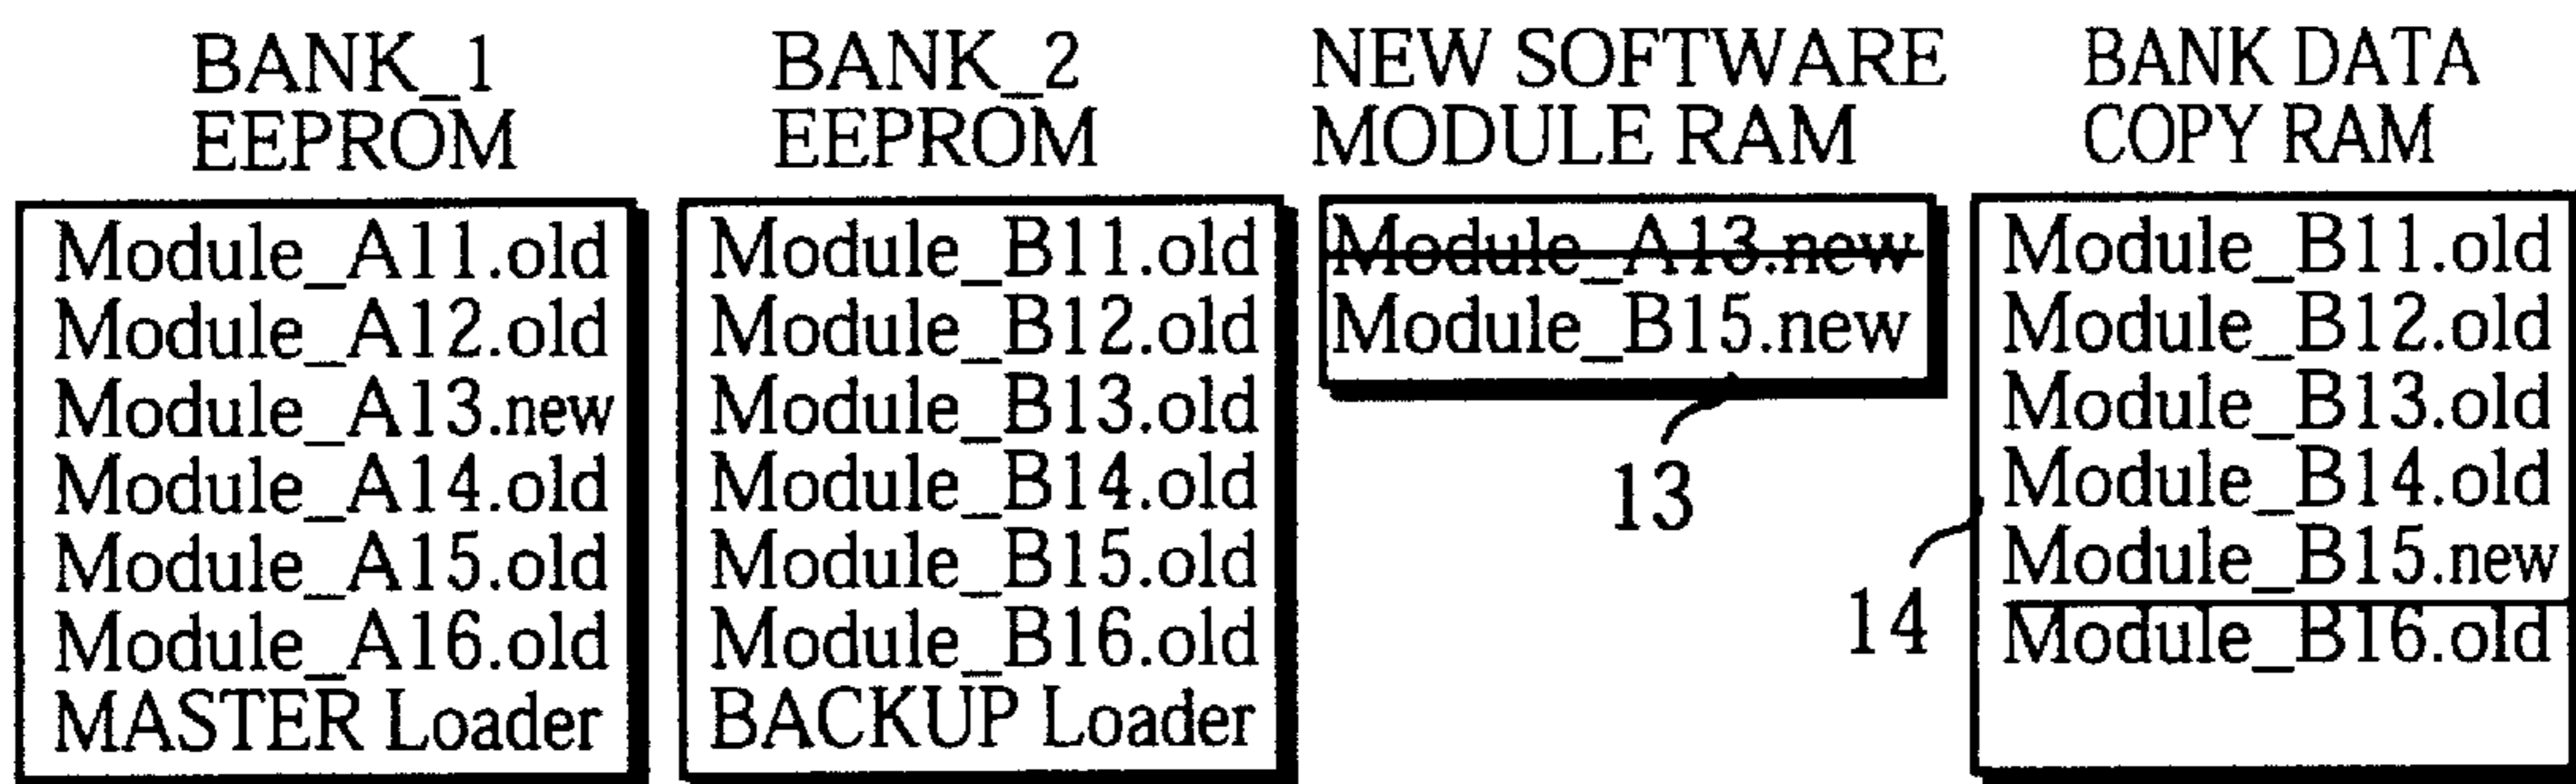 BANK_1
EEPROM
Module_A11.old
Module_A12.old
Module_A13.new
Module_A14.old
Module_A15.old
Module_A16.old
MASTER Loader
BANK_2
EEPROM
Module_B11.old
Module_B12.old
Module_B13.old
Module_B14.old
Module_B15.old
Module_B16.old
BACKUP Loader
NEW SOFTWARE
MODULE RAM
Module_A13.new
Module_B15.new
13
BANK DATA
COPY RAM
Module_B11.old
Module_B12.old
Module_B13.old
Module_B14.old
Module_B15.new
Module_B16.old
14